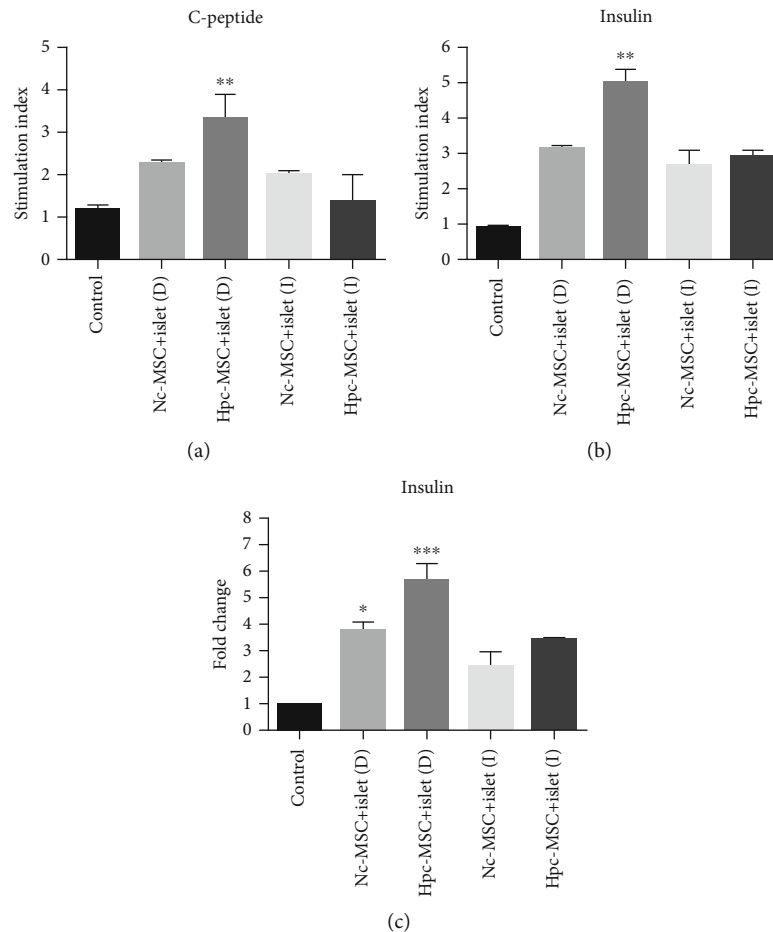 C-peptide
Stimulation index
5
4
3
2
1
0
**
Control
Nc-MSC+islet (D)
Hpc-MSC+islet (D)
Nc-MSC+islet (I)
Hpc-MSC+islet (I)
(a)
Insulin
Stimulation index
6
5
4
3
2
1
0
**
Control
Nc-MSC+islet (D)
Hpc-MSC+islet (D)
Nc-MSC+islet (I)
Hpc-MSC+islet (I)
(b)
Insulin
Fold change
8
7
6
5
4
3
2
1
0
*
***
Control
Nc-MSC+islet (D)
Hpc-MSC+islet (D)
Nc-MSC+islet (I)
Hpc-MSC+islet (I)
(c)